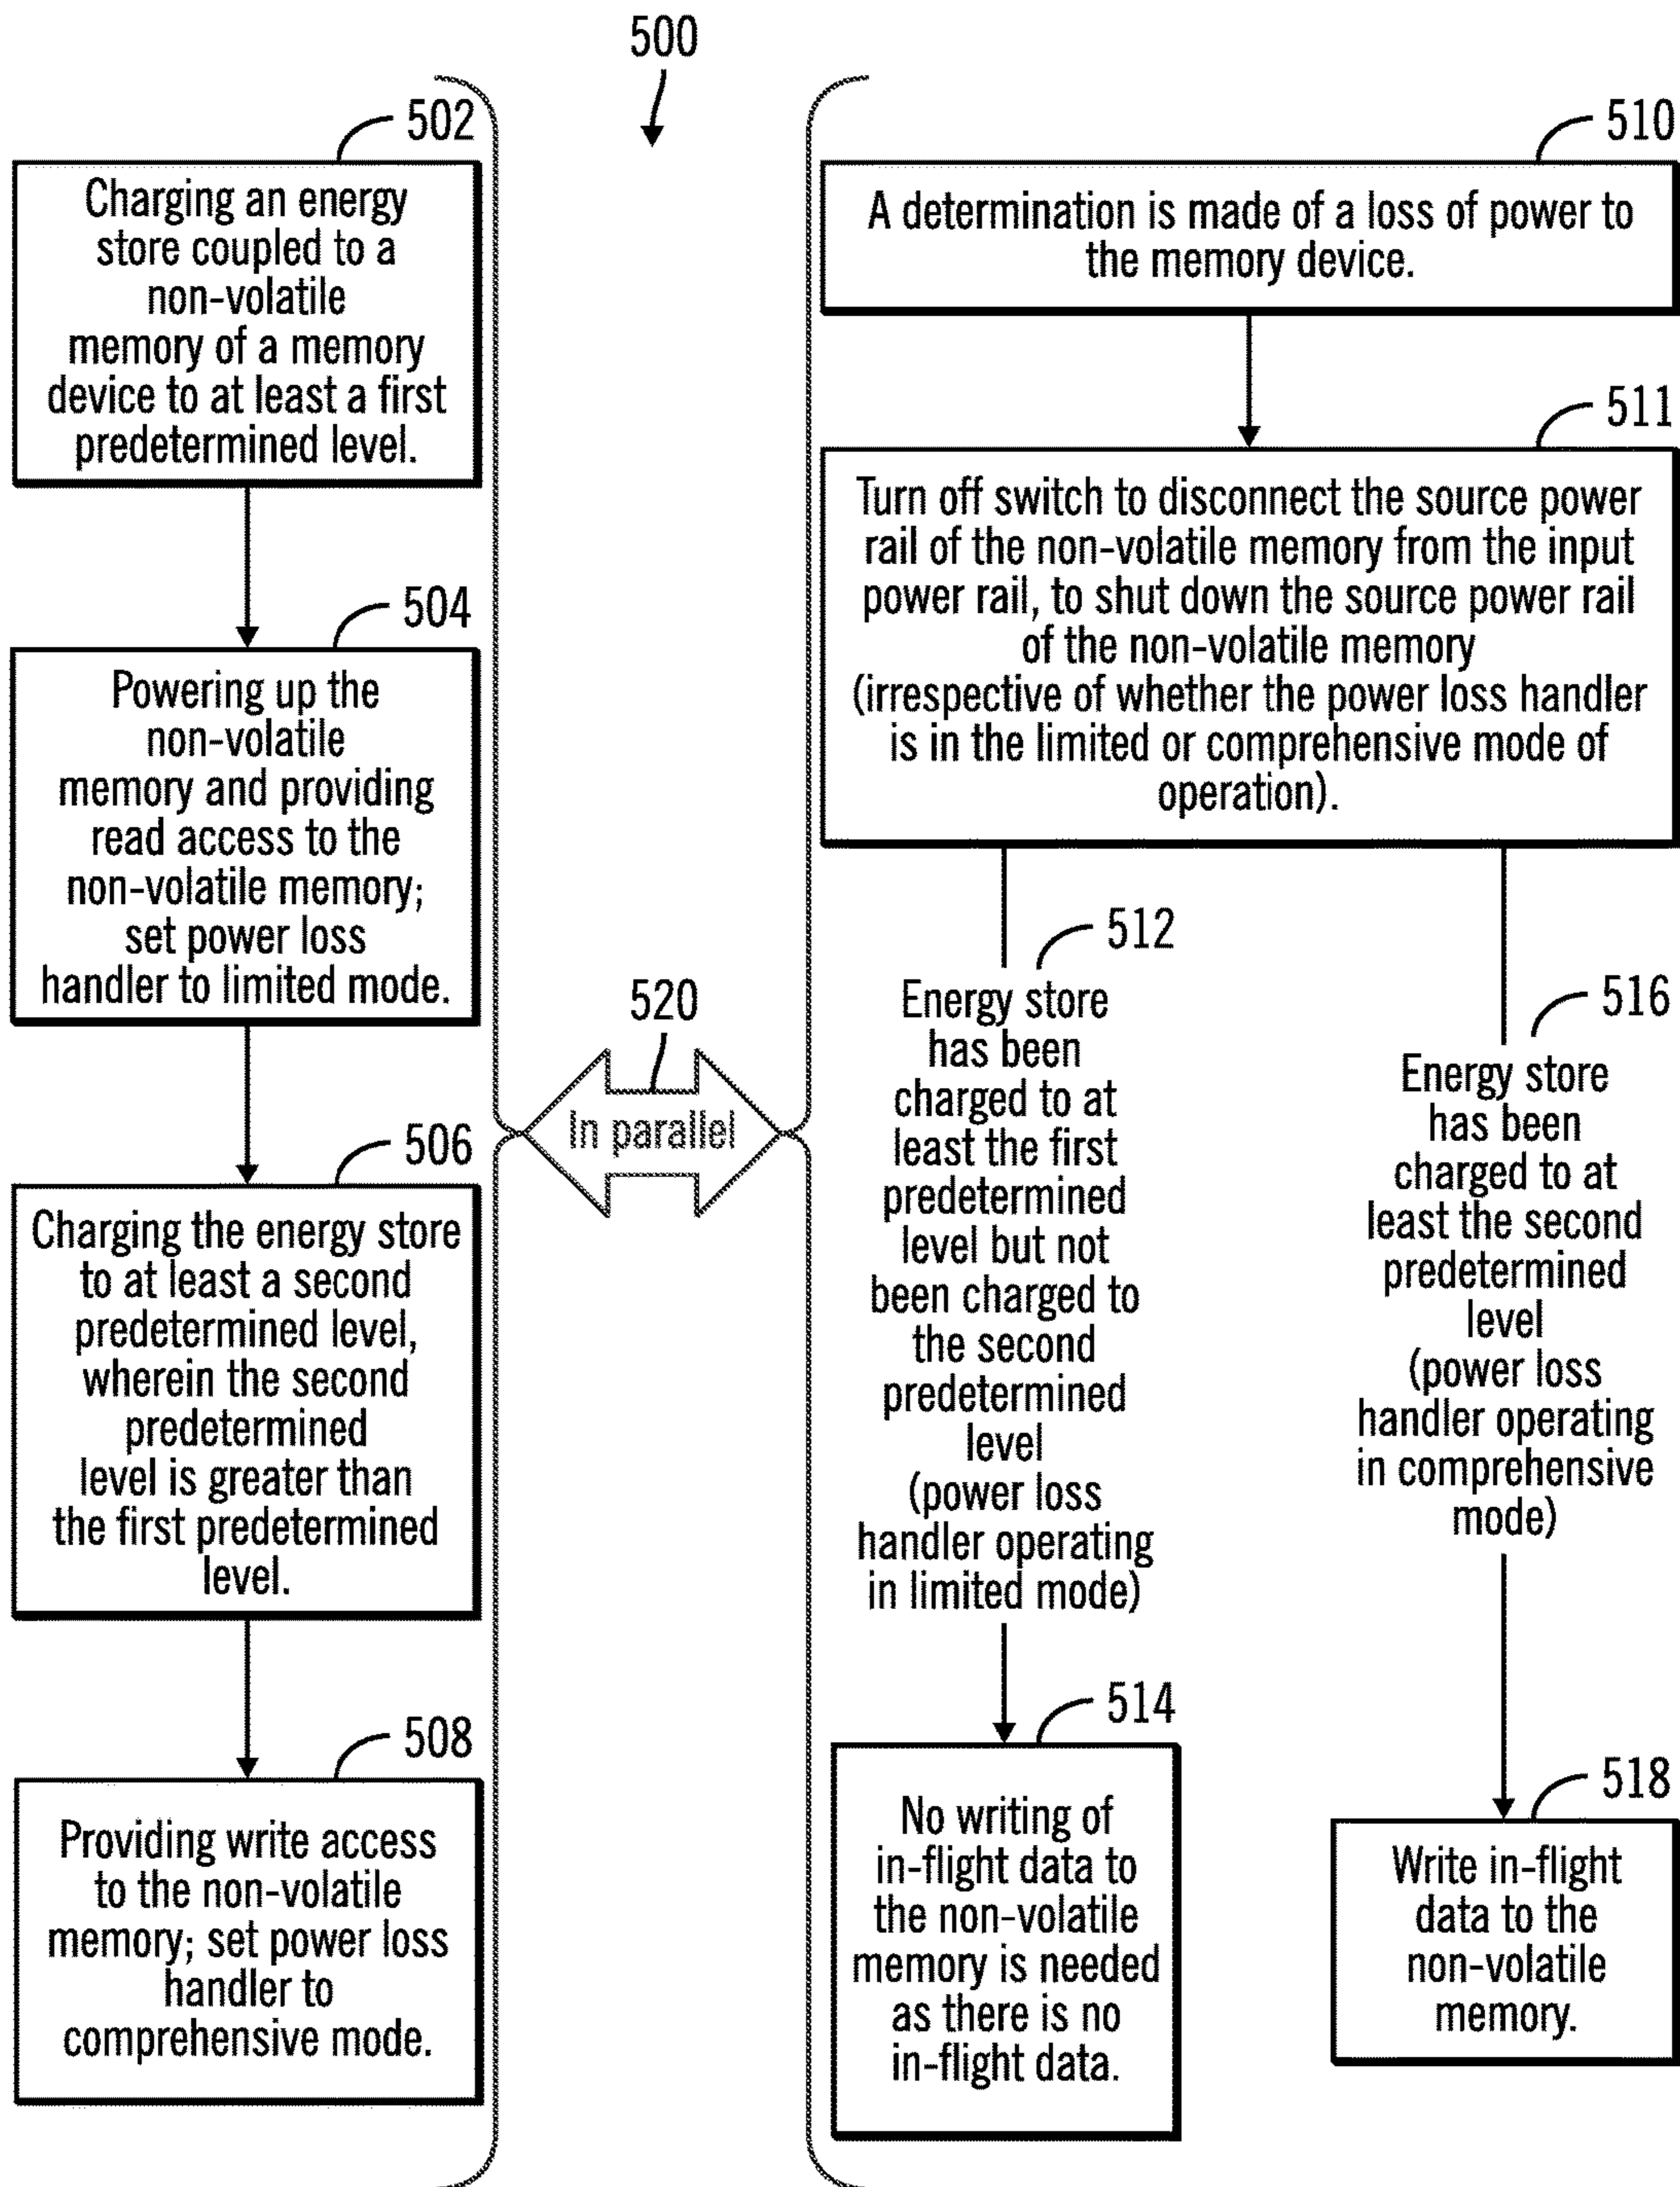 500
502
Charging an energy
store coupled to a
non-volatile
memory of a memory
device to at least a first
predetermined level.
504
Powering up the
non-volatile
memory and providing
read access to the
non-volatile memory;
set power loss
handler to limited mode.
506
Charging the energy store
to at least a second
predetermined level,
wherein the second
predetermined
level is greater than
the first predetermined
level.
508
Providing write access
to the non-volatile
memory; set power loss
handler to
comprehensive mode.
520
In parallel
510
A determination is made of a loss of power to
the memory device.
511
Turn off switch to disconnect the source power
rail of the non-volatile memory from the input
power rail, to shut down the source power rail
of the non-volatile memory
(irrespective of whether the power loss handler
is in the limited or comprehensive mode of
operation).
512
Energy store
has been
charged to at
least the first
predetermined
level but not
been charged to
the second
predetermined
level
(power loss
handler operating
in limited mode)
514
No writing of
in-flight data to
the non-volatile
memory is needed
as there is no
in-flight data.
516
Energy store
has been
charged to at
least the second
predetermined
level
(power loss
handler operating
in comprehensive
mode)
518
Write in-flight
data to the
non-volatile
memory.